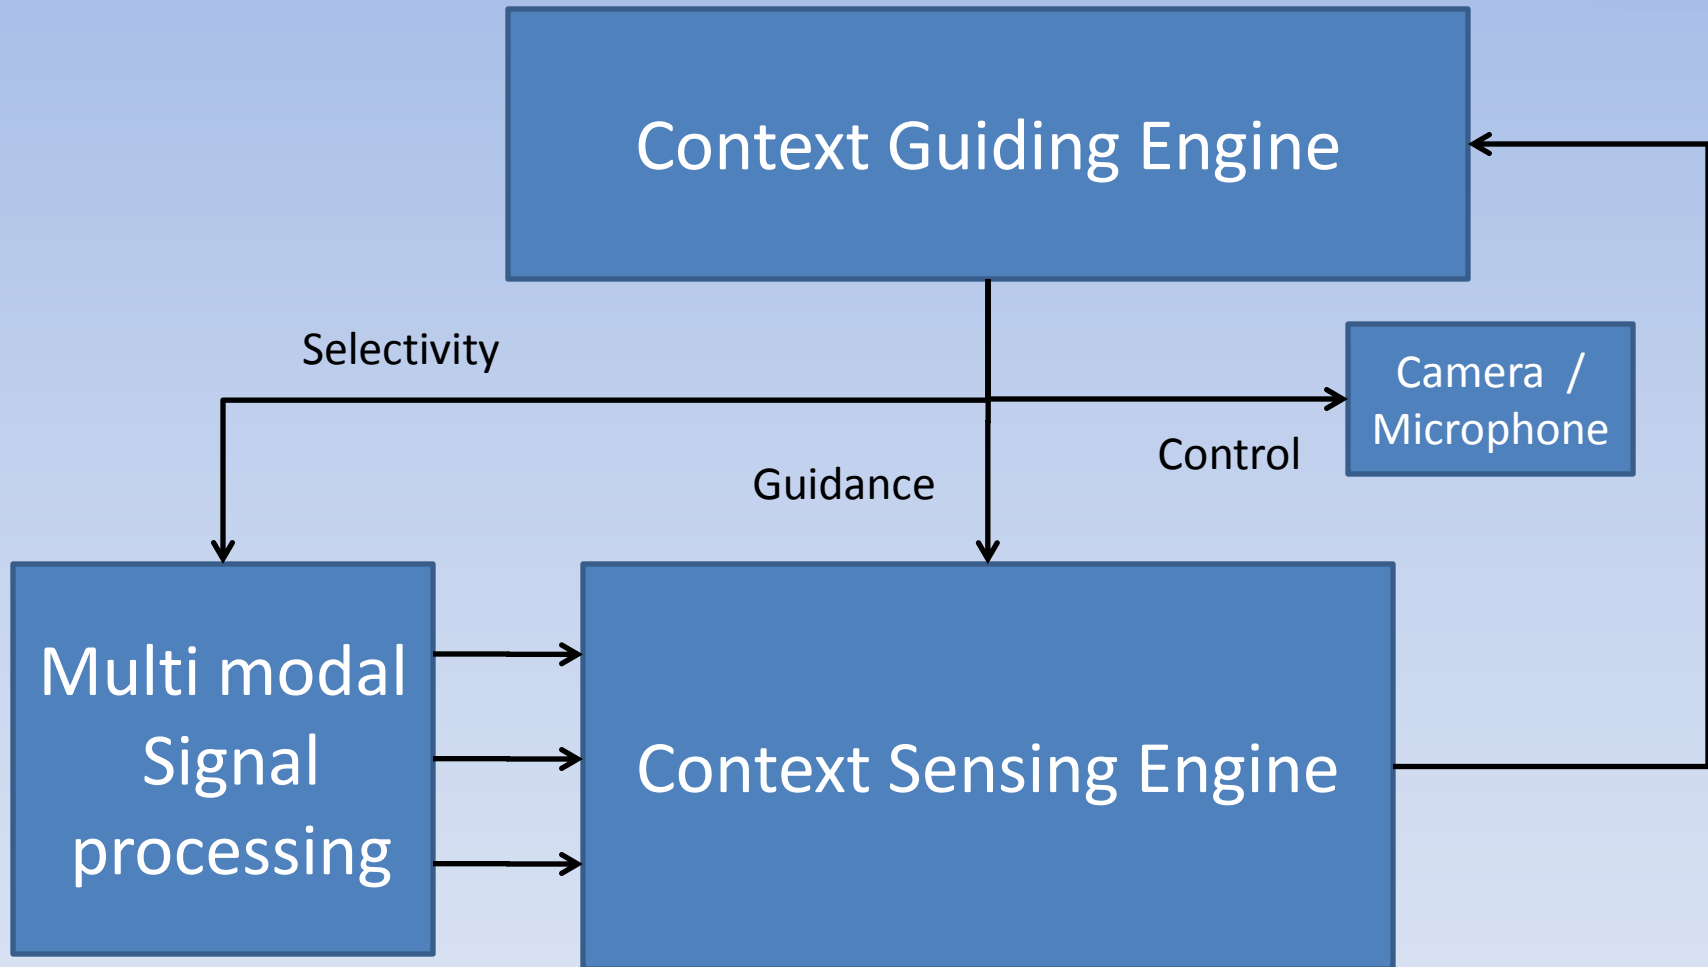 Context Guiding Engine
Selectivity
Camera /
Microphone
Control
Guidance
Multi modal
Signal
processing
Context Sensing Engine